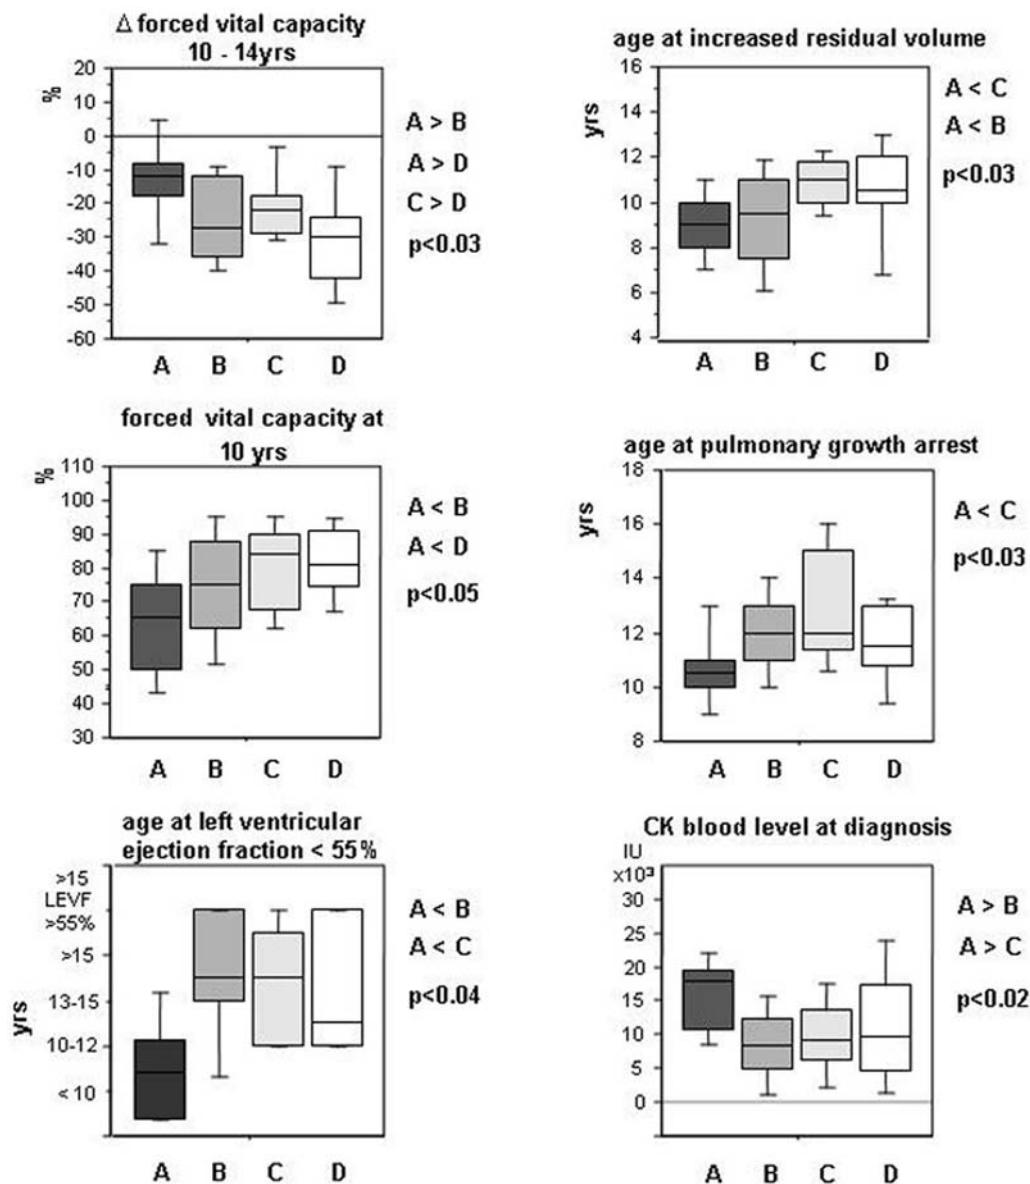 Δ forced vital capacity
10 - 14yrs
%
20
10
0
-10
-20
-30
-40
-50
-60
A B C D
A > B
A > D
C > D
p<0.03
age at increased residual volume
yrs
16
14
12
10
8
6
4
A B C D
A < C
A < B
p<0.03
forced vital capacity at
10 yrs
%
110
100
90
80
70
60
50
40
30
A B C D
A < B
A < D
p<0.05
age at pulmonary growth arrest
yrs
18
16
14
12
10
8
A B C D
A < C
p<0.03
age at left ventricular
ejection fraction < 55%
yrs
>15
LEVF
>55%
>15
13-15
10-12
< 10
A B C D
A < B
A < C
p<0.04
CK blood level at diagnosis
IU
x10³
30
25
20
15
10
5
0
A B C D
A > B
A > C
p<0.02